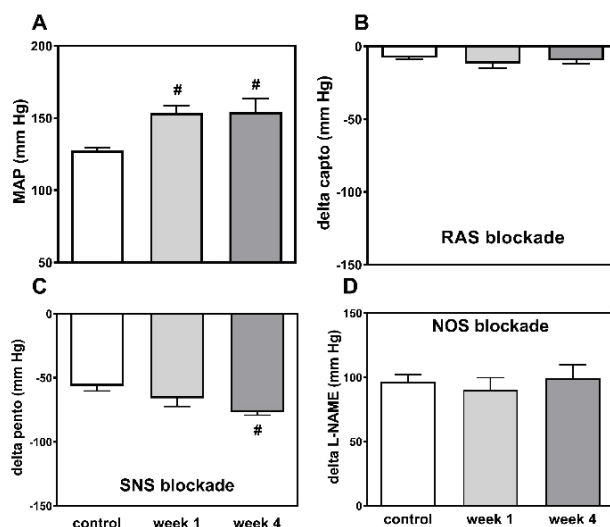 A
MAP (mm Hg)
200
150
100
50
#
#
B
delta capto (mm Hg)
0
-50
-100
-150
RAS blockade
C
delta pento (mm Hg)
0
-50
-100
-150
#
SNS blockade
control week 1 week 4
D
delta L-NAME (mm Hg)
150
100
50
0
NOS blockade
control week 1 week 4